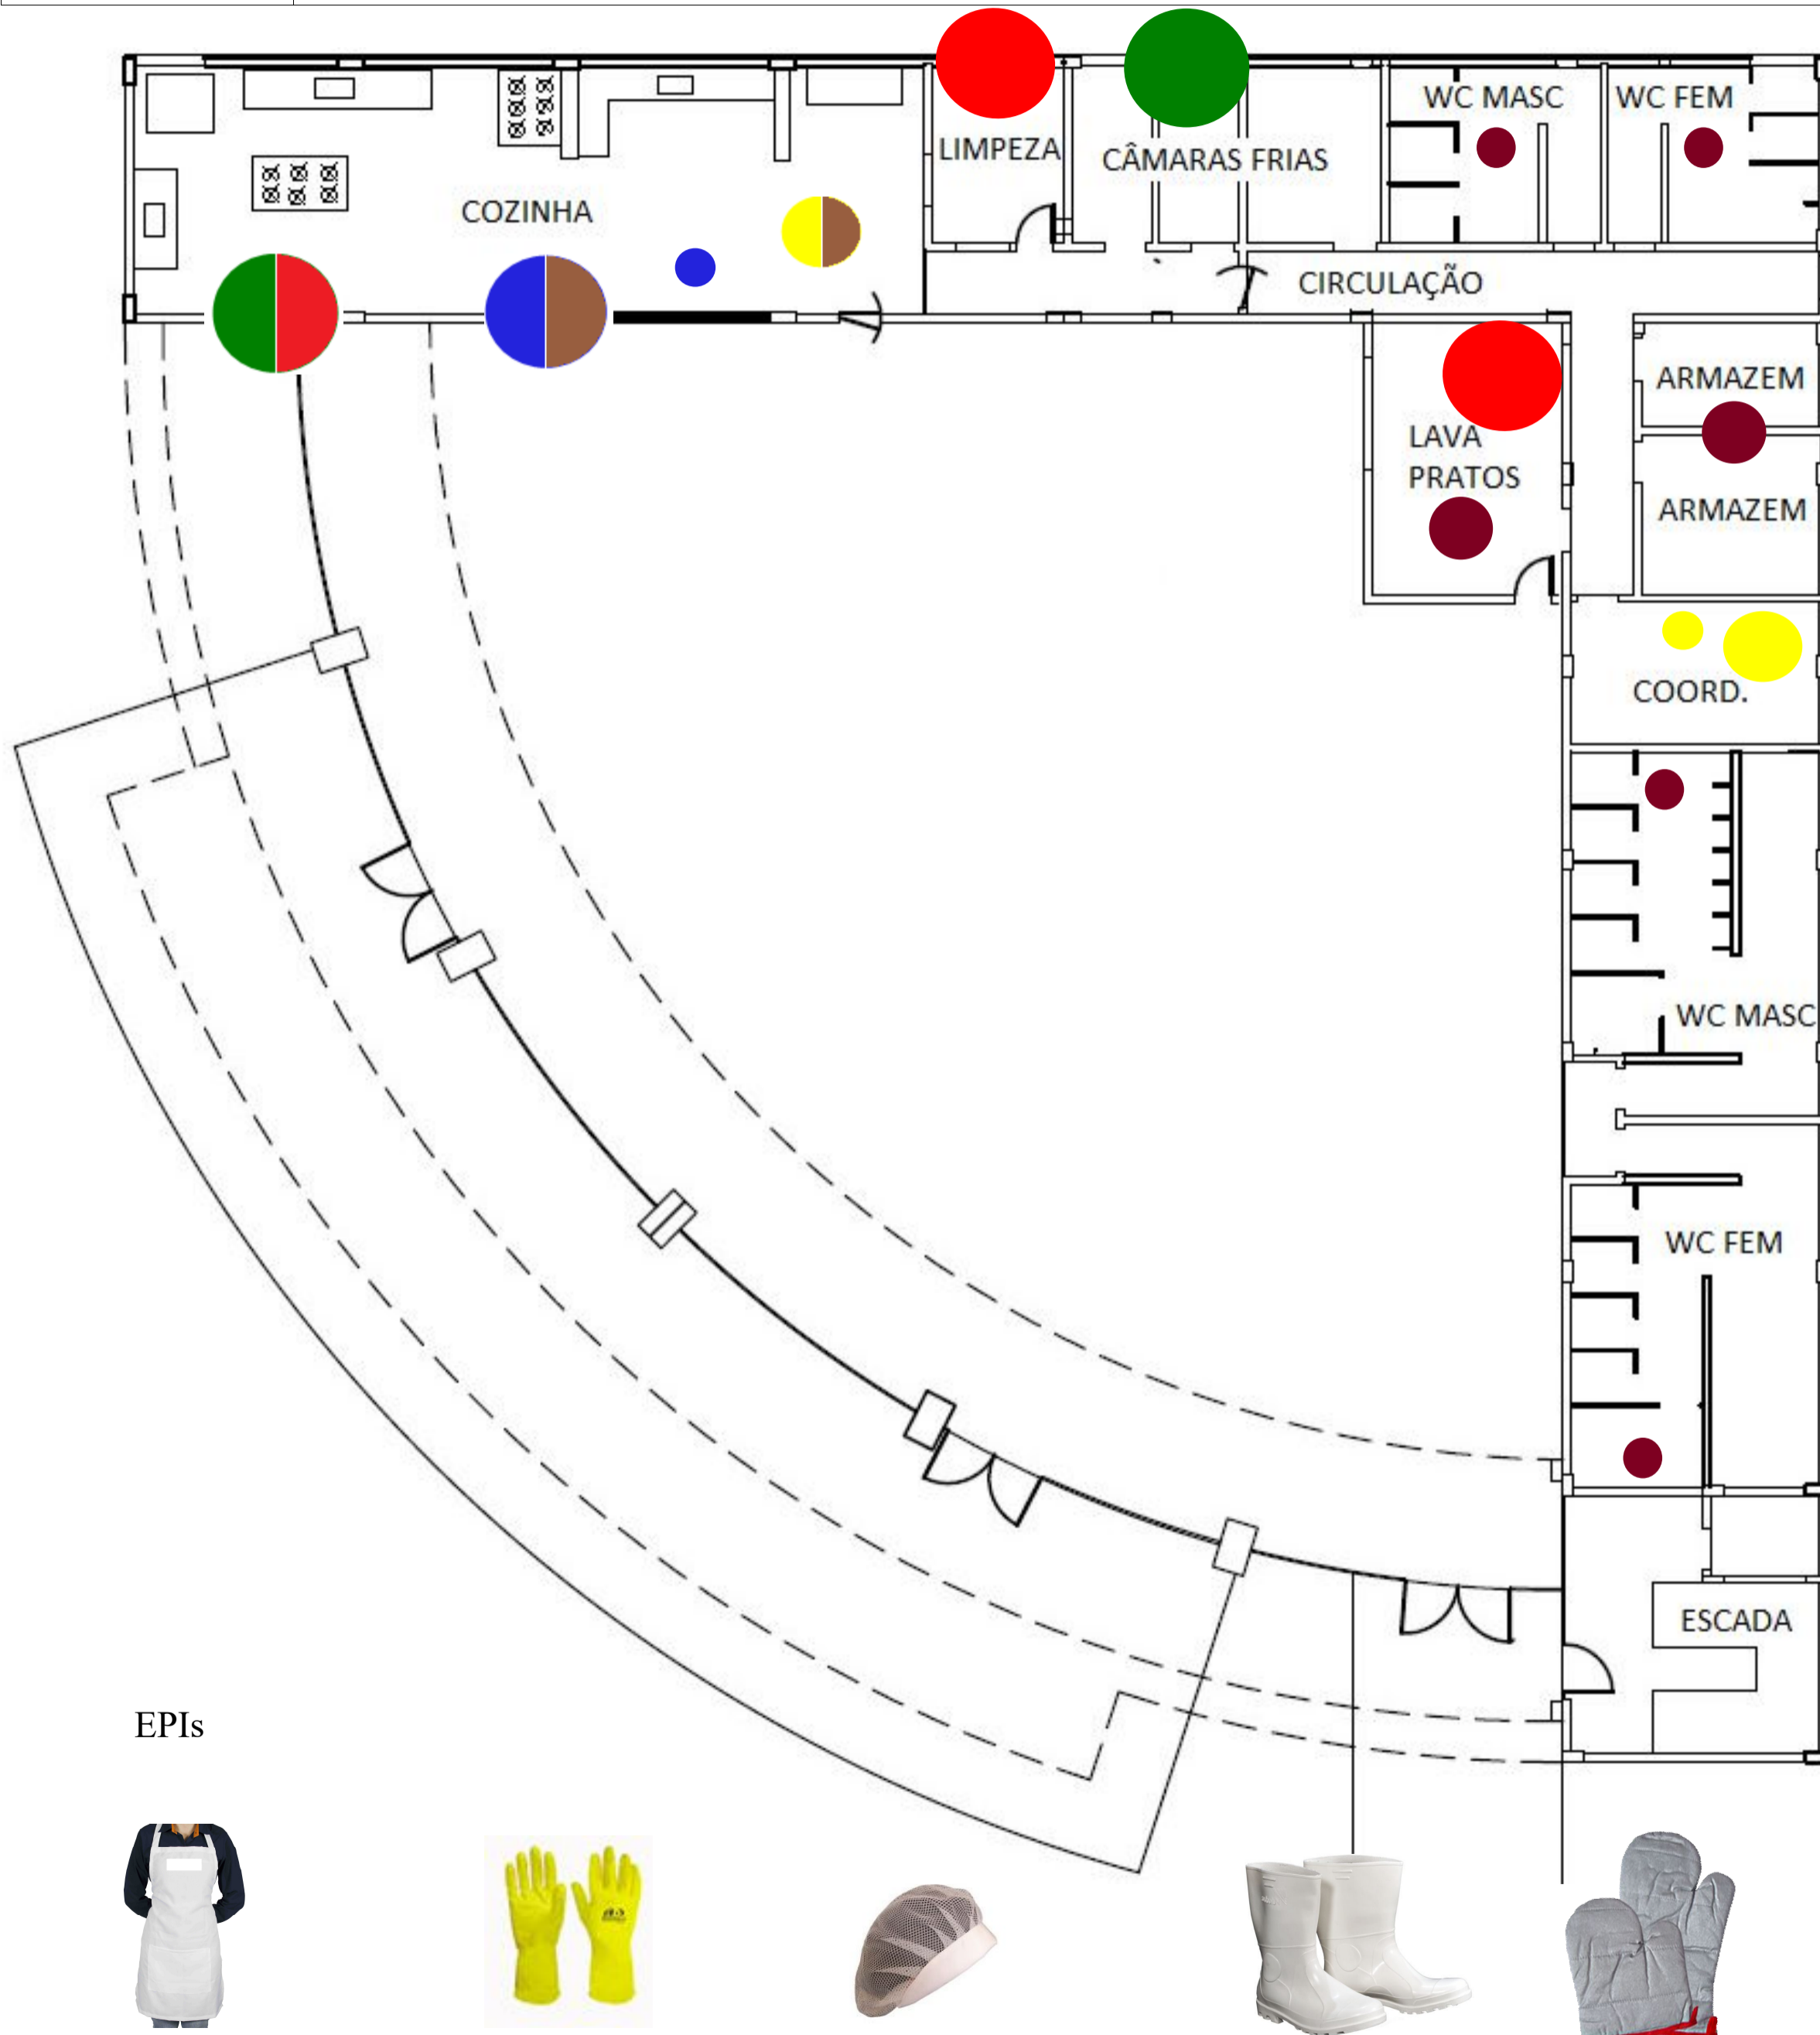 WC MASC
WC FEM
LIMPEZA
CÂMARAS FRIAS
COZINHA
CIRCULAÇÃO
ARMAZEM
LAVA
PRATOS
ARMAZEM
COORD.
WC MASC
WC FEM
ESCADA
EPIs